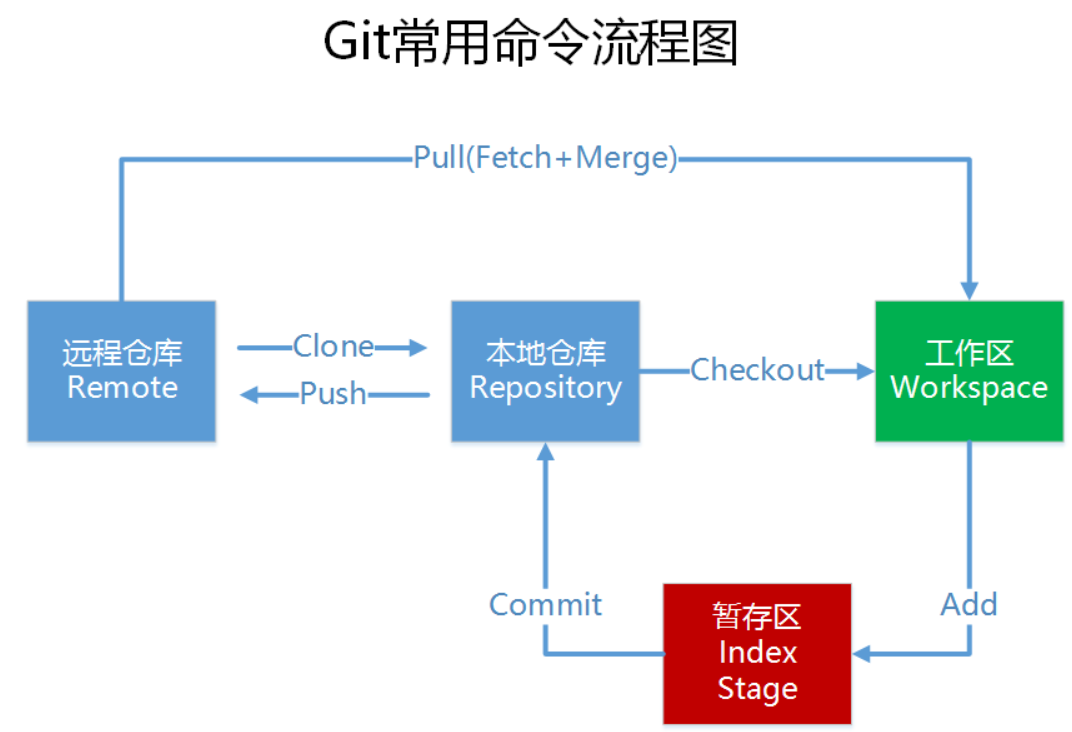 Git常用命令流程图
Pull(Fetch+Merge)
远程仓库
Remote
Clone
Push
本地仓库
Repository
Checkout
工作区
Workspace
Commit
暂存区
Index
Stage
Add